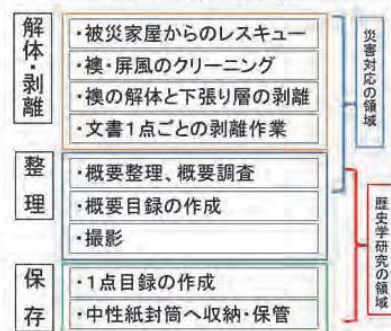 解体・剥離
・被災家屋からのレスキュー
・襖・屏風のクリーニング
・襖の解体と下張り層の剥離
・文書1点ごとの剥離作業
災害対応の領域
整理
・概要整理、概要調査
・概要目録の作成
・撮影
歴史学研究の領域
保存
・1点目録の作成
・中性紙封筒へ収納・保管